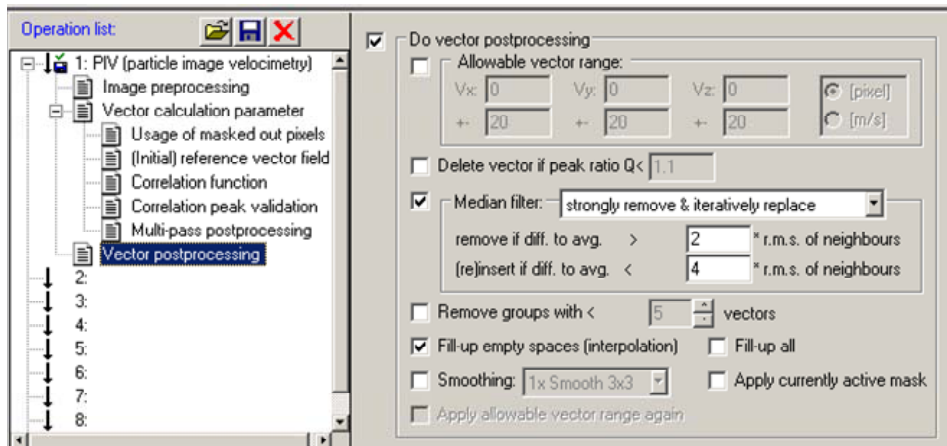 Operation list:
1: PIV (particle image velocimetry)
Image preprocessing
Vector calculation parameter
Usage of masked out pixels
(Initial) reference vector field
Correlation function
Correlation peak validation
Multi-pass postprocessing
Vector postprocessing
2:
3:
4:
5:
6:
7:
8:
Do vector postprocessing
Allowable vector range:
Vx: 0 Vy: 0 Vz: 0 [pixel]
+- 20 +- 20 +- 20 [m/s]
Delete vector if peak ratio Q< 1.1
Median filter: strongly remove & iteratively replace
remove if diff. to avg. > 2 * r.m.s. of neighbours
(re)insert if diff. to avg. < 4 * r.m.s. of neighbours
Remove groups with < 5 vectors
Fill-up empty spaces (interpolation) Fill-up all
Smoothing: 1x Smooth 3x3 Apply currently active mask
Apply allowable vector range again